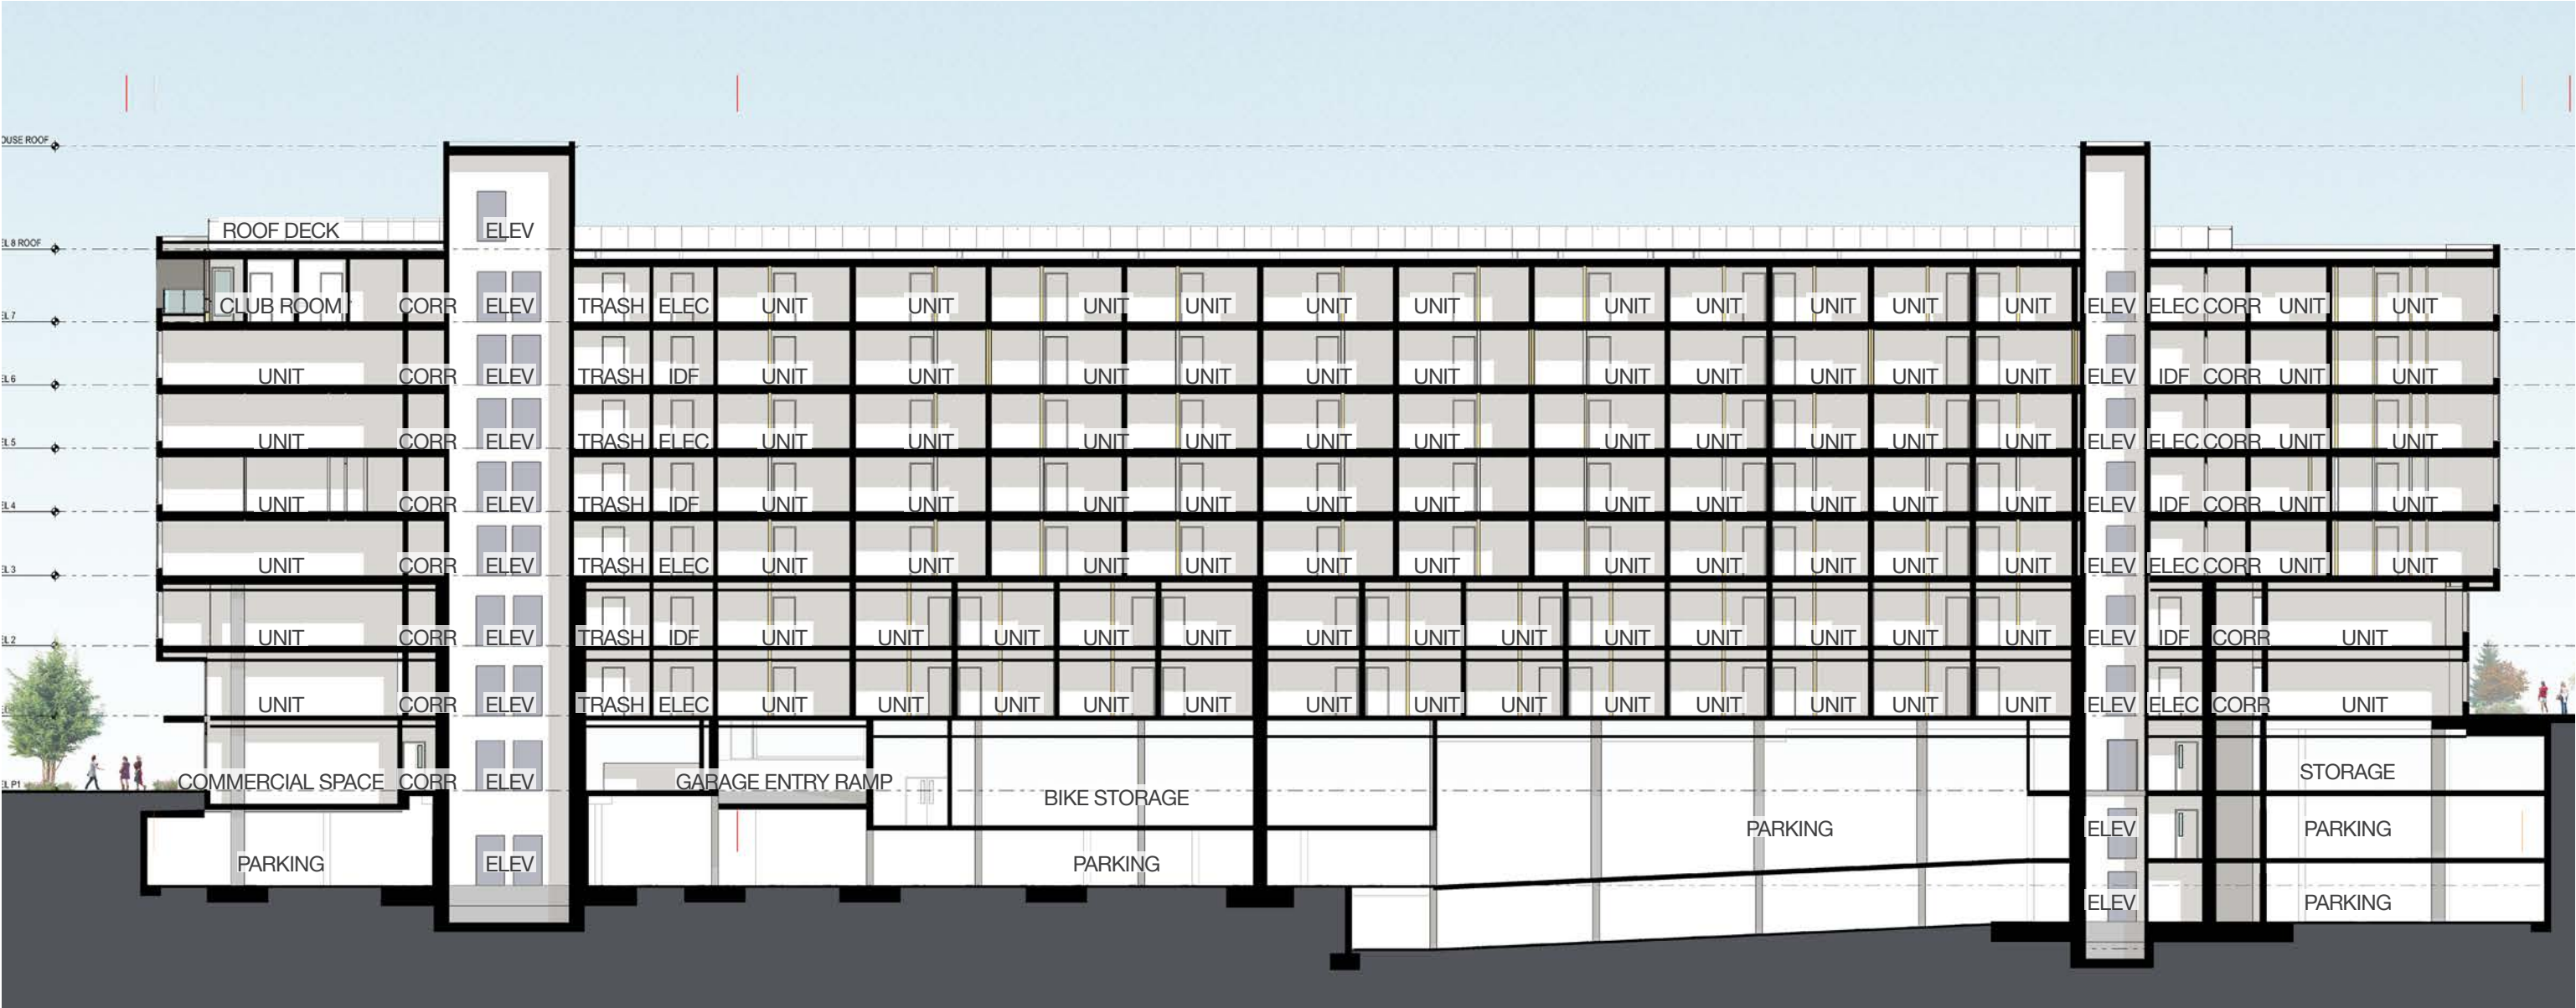 OUSE ROOF
ROOF DECK ELEV
EL 8 ROOF
CLUB ROOM CORR ELEV TRASH ELEC UNIT UNIT UNIT UNIT UNIT UNIT UNIT UNIT UNIT UNIT UNIT ELEV ELEC CORR UNIT UNIT
EL 7
UNIT CORR ELEV TRASH IDF UNIT UNIT UNIT UNIT UNIT UNIT UNIT UNIT UNIT UNIT UNIT ELEV IDF CORR UNIT UNIT
EL 6
UNIT CORR ELEV TRASH ELEC UNIT UNIT UNIT UNIT UNIT UNIT UNIT UNIT UNIT UNIT UNIT ELEV ELEC CORR UNIT UNIT
EL 5
UNIT CORR ELEV TRASH IDF UNIT UNIT UNIT UNIT UNIT UNIT UNIT UNIT UNIT UNIT UNIT ELEV IDF CORR UNIT UNIT
EL 4
UNIT CORR ELEV TRASH ELEC UNIT UNIT UNIT UNIT UNIT UNIT UNIT UNIT UNIT UNIT UNIT ELEV ELEC CORR UNIT UNIT
EL 3
UNIT CORR ELEV TRASH IDF UNIT UNIT UNIT UNIT UNIT UNIT UNIT UNIT UNIT UNIT UNIT UNIT UNIT ELEV IDF CORR UNIT
EL 2
UNIT CORR ELEV TRASH ELEC UNIT UNIT UNIT UNIT UNIT UNIT UNIT UNIT UNIT UNIT UNIT UNIT UNIT ELEV ELEC CORR UNIT
STORAGE
COMMERCIAL SPACE CORR ELEV GARAGE ENTRY RAMP
EL P1
BIKE STORAGE
PARKING ELEV PARKING
PARKING ELEV PARKING
ELEV PARKING